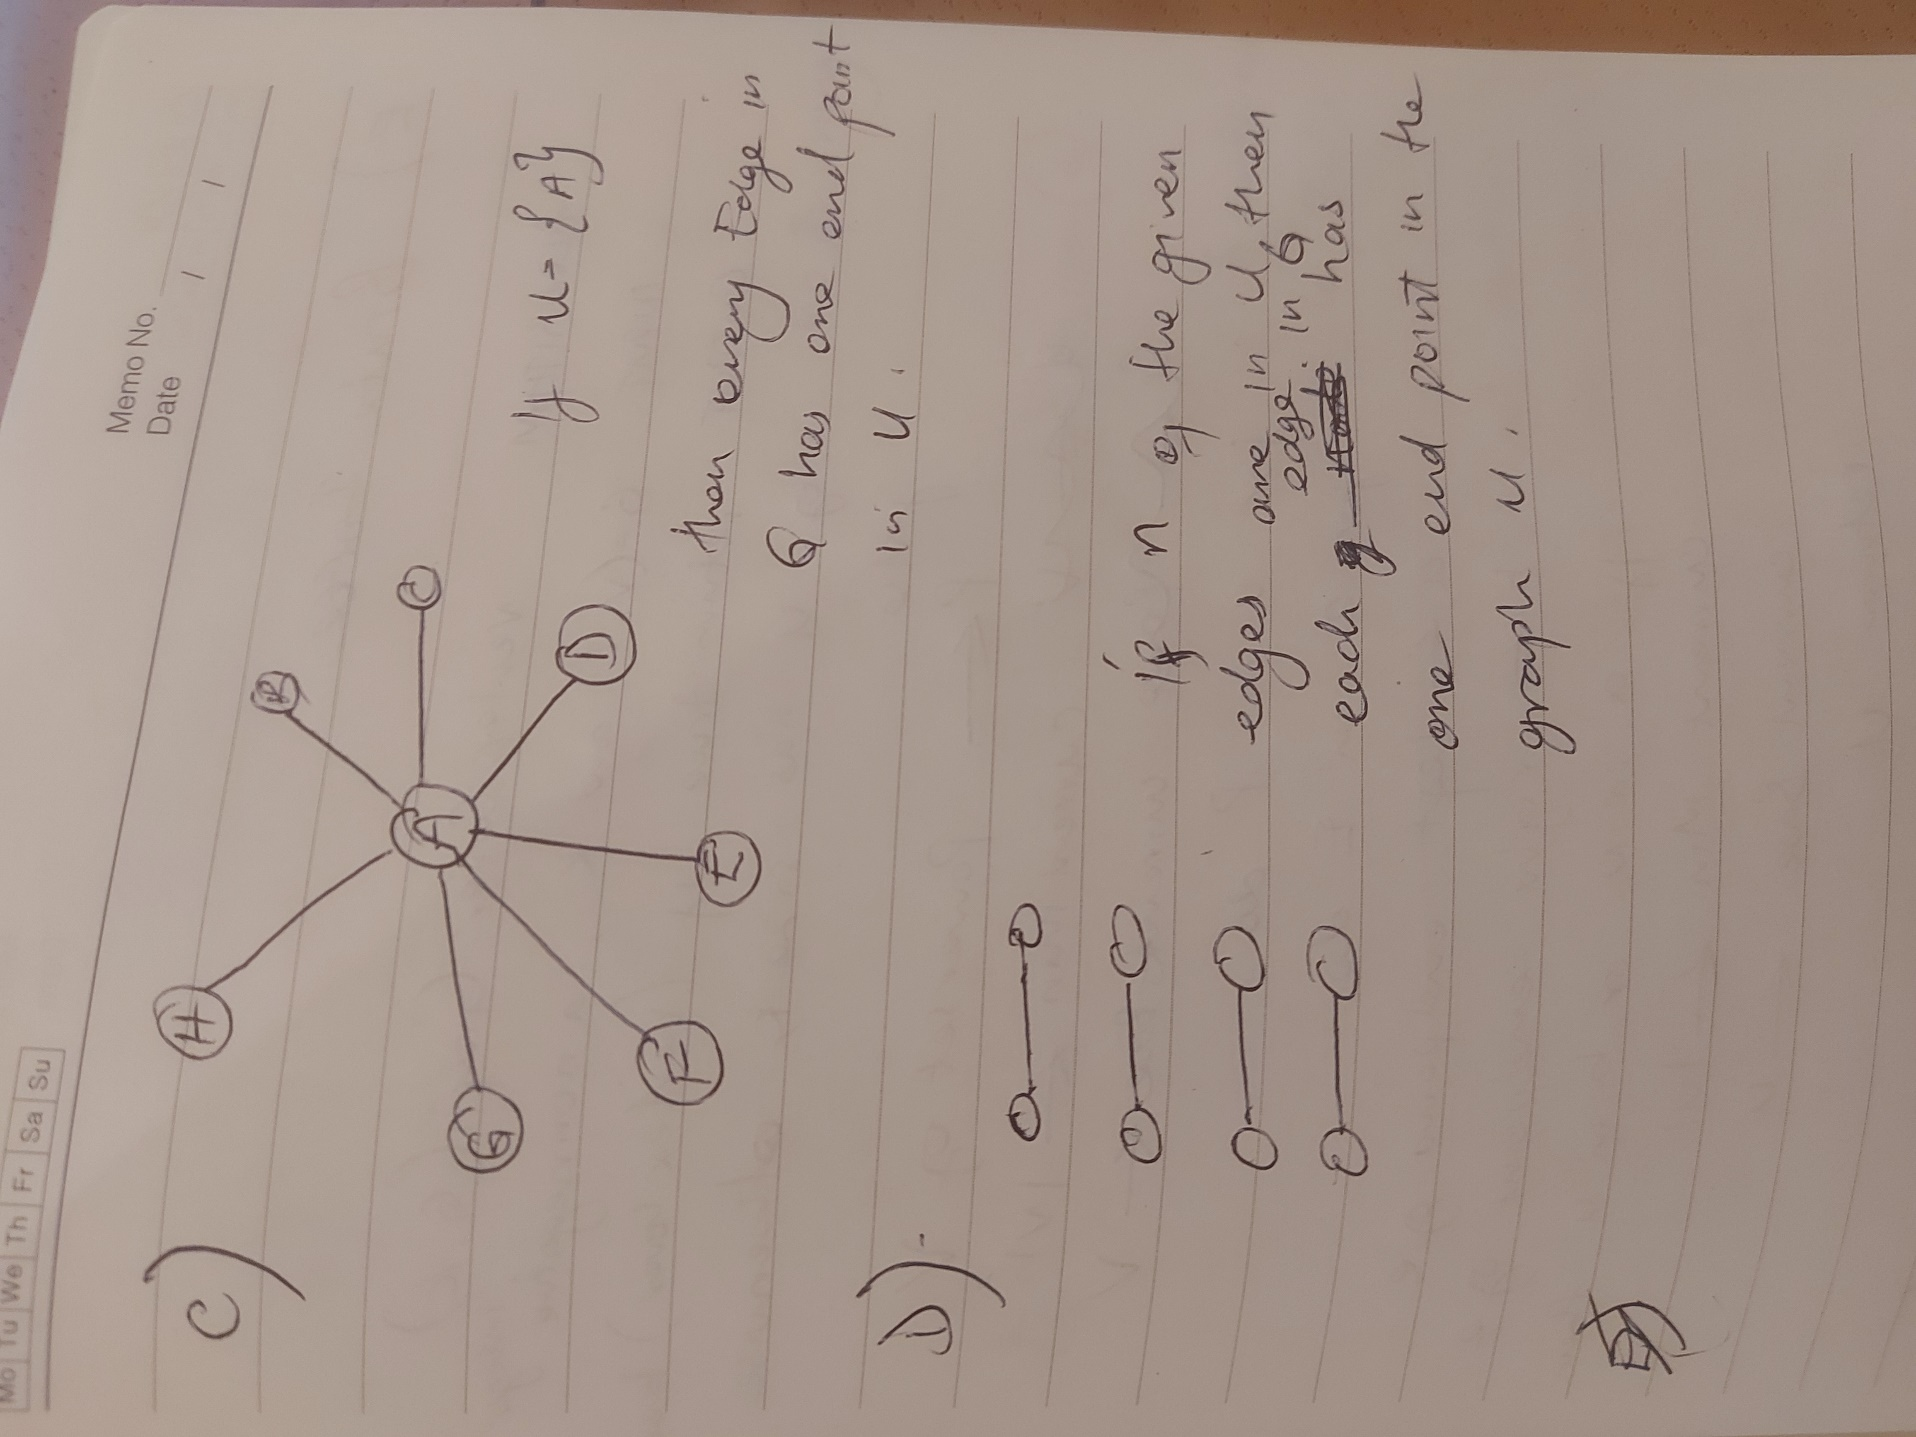 Mo Tu We Th Fr Sa Su
Memo No.
Date / /
C)
H
B
C
A
D
G
F
E
If U = {A}
then every Edge in
G has one end point
in U.
D)
if n of the given
edges are in U then
each edge in G has
one end point in the
graph U.